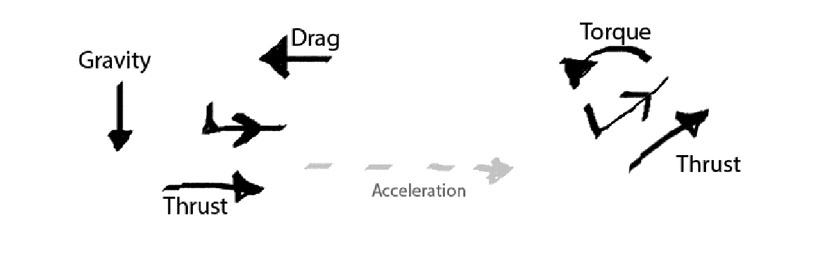 Drag
Torque
Gravity
Thrust
Acceleration
Thrust